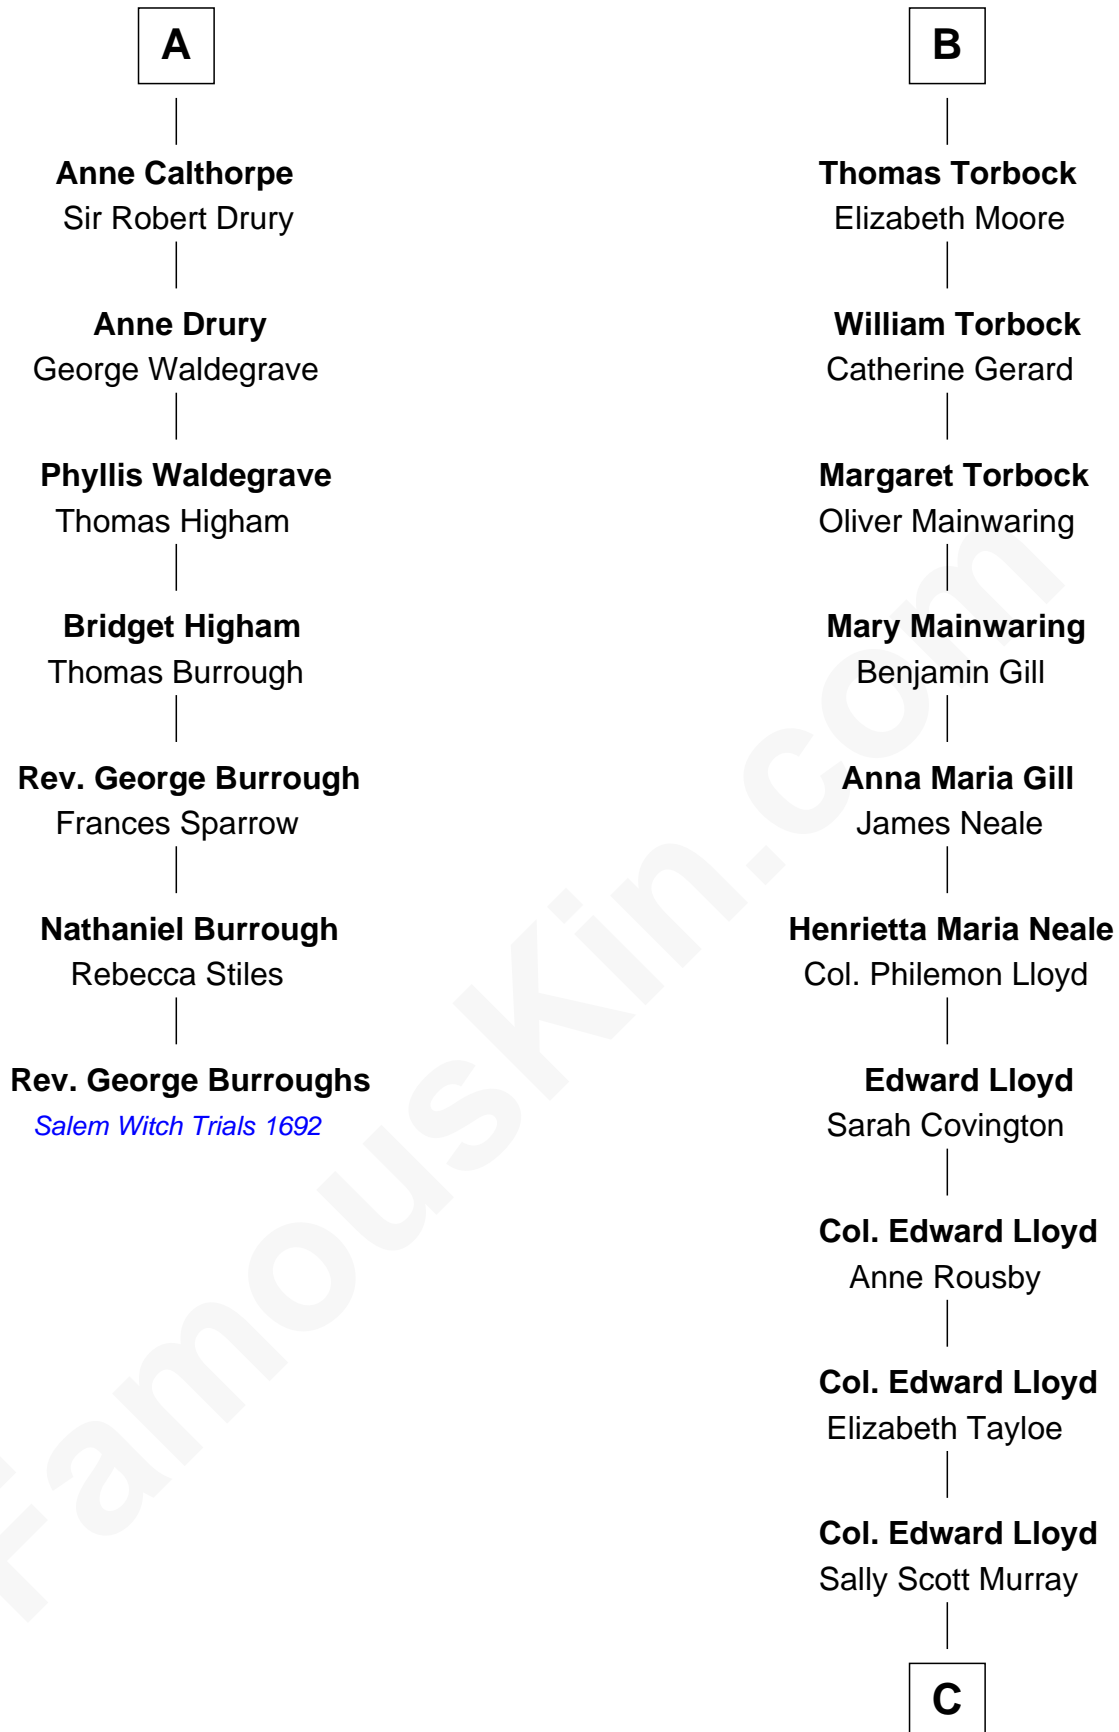 A
Anne Calthorpe
Sir Robert Drury
Anne Drury
George Waldegrave
Phyllis Waldegrave
Thomas Higham
Bridget Higham
Thomas Burrough
Rev. George Burrough
Frances Sparrow
Nathaniel Burrough
Rebecca Stiles
Rev. George Burroughs
Salem Witch Trials 1692
B
Thomas Torbock
Elizabeth Moore
William Torbock
Catherine Gerard
Margaret Torbock
Oliver Mainwaring
Mary Mainwaring
Benjamin Gill
Anna Maria Gill
James Neale
Henrietta Maria Neale
Col. Philemon Lloyd
Edward Lloyd
Sarah Covington
Col. Edward Lloyd
Anne Rousby
Col. Edward Lloyd
Elizabeth Tayloe
Col. Edward Lloyd
Sally Scott Murray
C
FamousKin.com